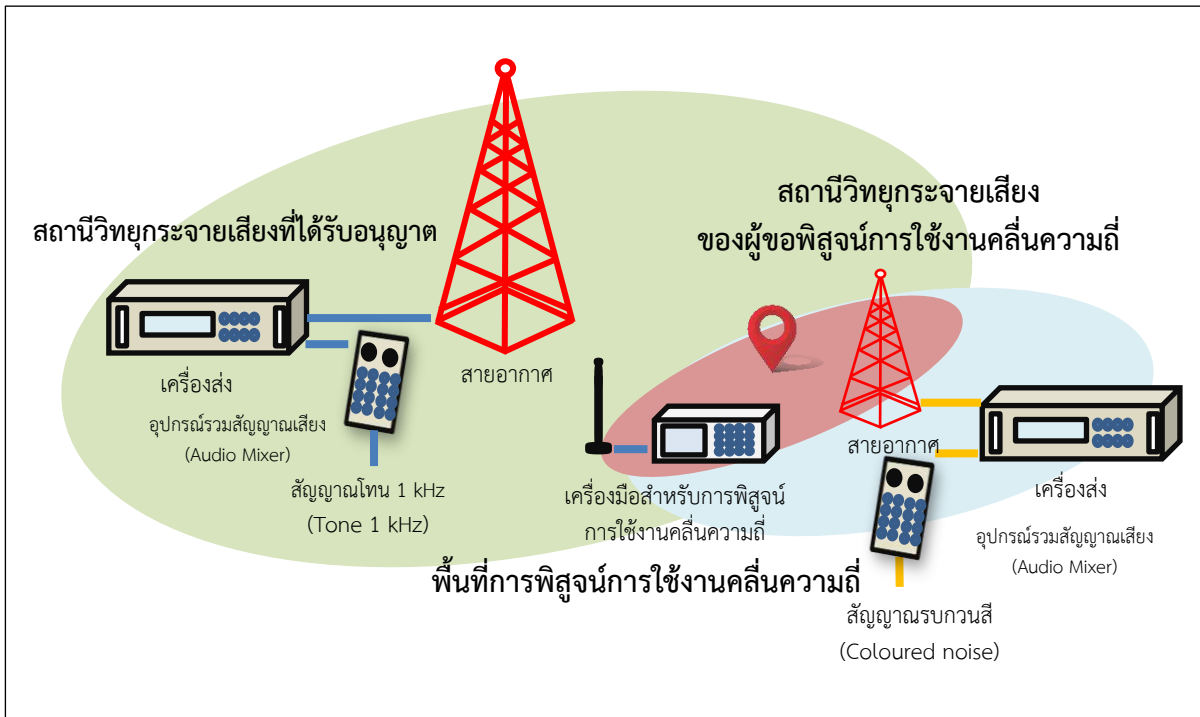 สถานีวิทยุกระจายเสียง
ของผู้ขอพิสูจน์การใช้งานคลื่นความถี่
สถานีวิทยุกระจายเสียงที่ได้รับอนุญาต
เครื่องส่ง
อุปกรณ์รวมสัญญาณเสียง
(Audio Mixer)
สัญญาณโทน 1 kHz
(Tone 1 kHz)
สายอากาศ
เครื่องมือสำหรับการพิสูจน์
การใช้งานคลื่นความถี่
พื้นที่การพิสูจน์การใช้งานคลื่นความถี่
สายอากาศ
เครื่องส่ง
อุปกรณ์รวมสัญญาณเสียง
(Audio Mixer)
สัญญาณรบกวนสี
(Coloured noise)